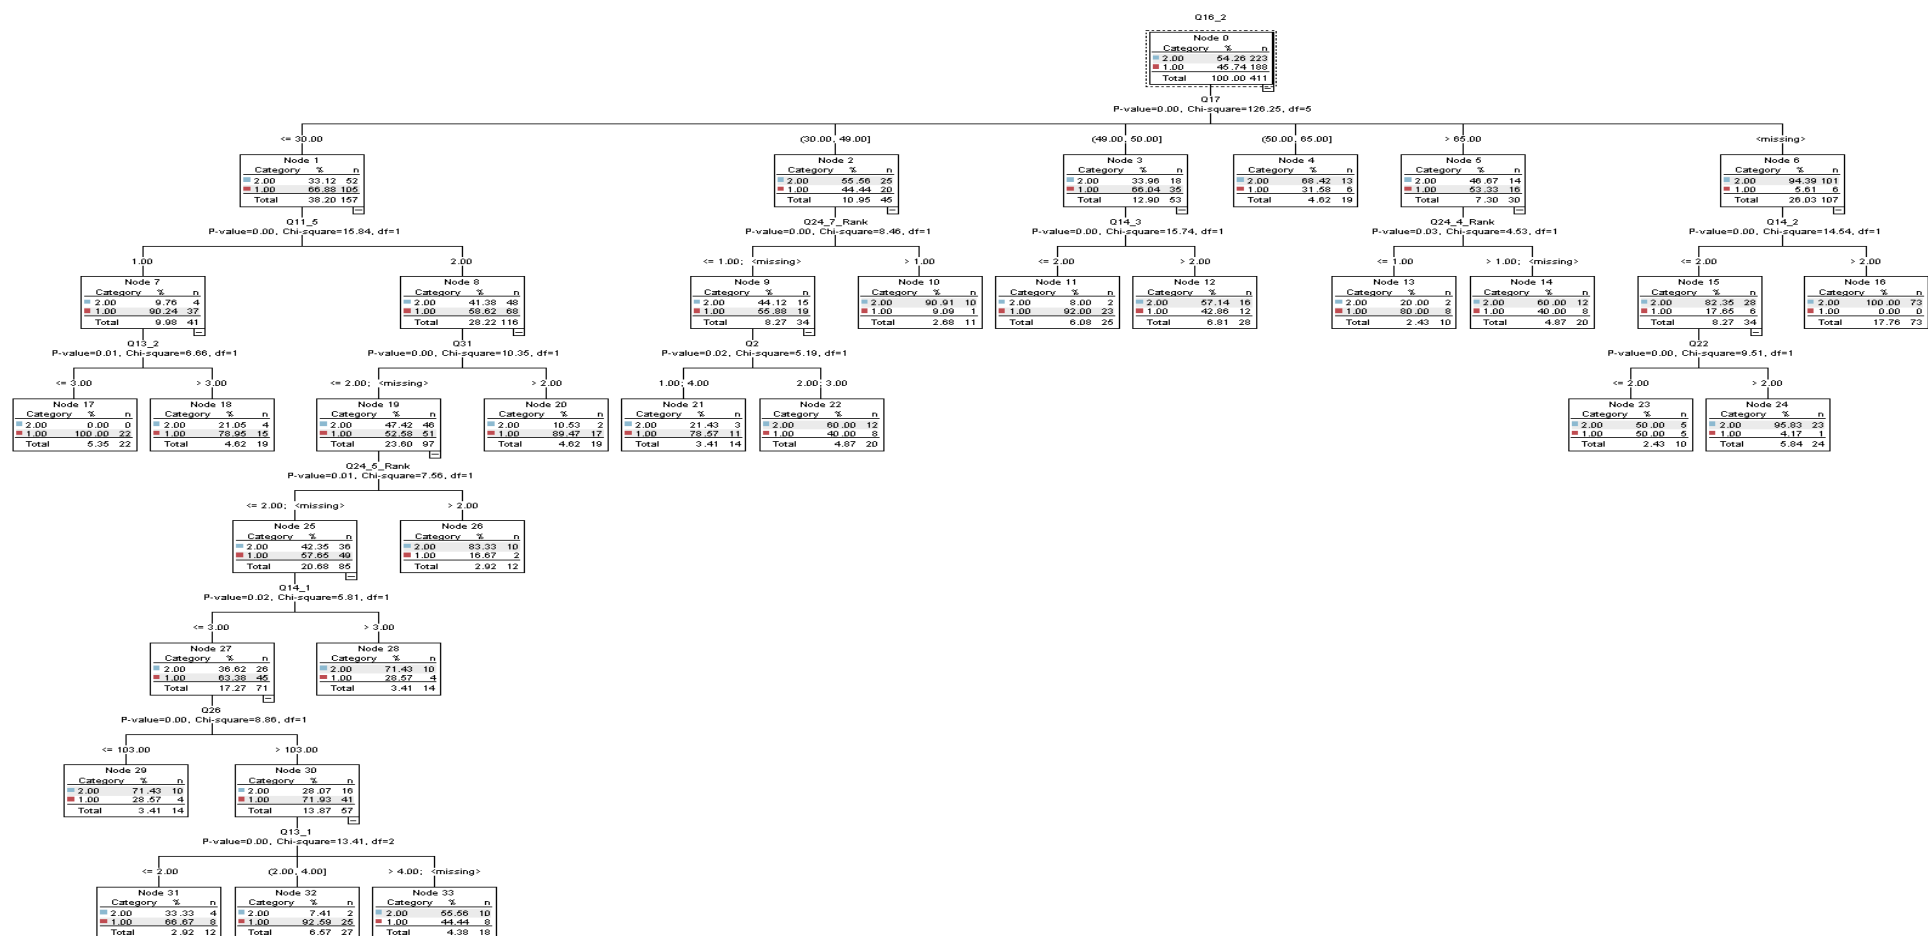 Q16_2
Node 0
Category % n
2.00 54.26 223
1.00 45.74 188
Total 100.00 411
Q17
P-value=0.00, Chi-square=126.25, df=5
<= 30.00
(30.00, 49.00]
(49.00, 50.00]
(50.00, 65.00]
> 65.00
<missing>
Node 1
Category % n
2.00 33.12 52
1.00 66.88 105
Total 38.20 157
Node 2
Category % n
2.00 55.56 25
1.00 44.44 20
Total 10.95 45
Node 3
Category % n
2.00 33.96 18
1.00 66.04 35
Total 12.90 53
Node 4
Category % n
2.00 68.42 13
1.00 31.58 6
Total 4.62 19
Node 5
Category % n
2.00 46.67 14
1.00 53.33 16
Total 7.30 30
Node 6
Category % n
2.00 94.39 101
1.00 5.61 6
Total 26.03 107
Q11_5
P-value=0.00, Chi-square=15.84, df=1
Q24_7_Rank
P-value=0.00, Chi-square=8.46, df=1
Q14_3
P-value=0.00, Chi-square=15.74, df=1
Q24_4_Rank
P-value=0.03, Chi-square=4.53, df=1
Q14_2
P-value=0.00, Chi-square=14.54, df=1
1.00
2.00
<= 1.00; <missing>
> 1.00
<= 2.00
> 2.00
<= 1.00
> 1.00; <missing>
<= 2.00
> 2.00
Node 7
Category % n
2.00 9.76 4
1.00 90.24 37
Total 9.98 41
Node 8
Category % n
2.00 41.38 48
1.00 58.62 68
Total 28.22 116
Node 9
Category % n
2.00 44.12 15
1.00 55.88 19
Total 8.27 34
Node 10
Category % n
2.00 90.91 10
1.00 9.09 1
Total 2.68 11
Node 11
Category % n
2.00 8.00 2
1.00 92.00 23
Total 6.08 25
Node 12
Category % n
2.00 57.14 16
1.00 42.86 12
Total 6.81 28
Node 13
Category % n
2.00 20.00 2
1.00 80.00 8
Total 2.43 10
Node 14
Category % n
2.00 60.00 12
1.00 40.00 8
Total 4.87 20
Node 15
Category % n
2.00 82.35 28
1.00 17.65 6
Total 8.27 34
Node 16
Category % n
2.00 100.00 73
1.00 0.00 0
Total 17.76 73
Q13_2
P-value=0.01, Chi-square=6.66, df=1
Q31
P-value=0.00, Chi-square=10.35, df=1
Q2
P-value=0.02, Chi-square=5.19, df=1
Q22
P-value=0.00, Chi-square=9.51, df=1
<= 3.00
> 3.00
<= 2.00; <missing>
> 2.00
1.00; 4.00
2.00; 3.00
<= 2.00
> 2.00
Node 17
Category % n
2.00 0.00 0
1.00 100.00 22
Total 5.35 22
Node 18
Category % n
2.00 21.05 4
1.00 78.95 15
Total 4.62 19
Node 19
Category % n
2.00 47.42 46
1.00 52.58 51
Total 23.60 97
Node 20
Category % n
2.00 10.53 2
1.00 89.47 17
Total 4.62 19
Node 21
Category % n
2.00 21.43 3
1.00 78.57 11
Total 3.41 14
Node 22
Category % n
2.00 60.00 12
1.00 40.00 8
Total 4.87 20
Node 23
Category % n
2.00 50.00 5
1.00 50.00 5
Total 2.43 10
Node 24
Category % n
2.00 95.83 23
1.00 4.17 1
Total 5.84 24
Q24_5_Rank
P-value=0.01, Chi-square=7.56, df=1
<= 2.00; <missing>
> 2.00
Node 25
Category % n
2.00 42.35 36
1.00 57.65 49
Total 20.68 85
Node 26
Category % n
2.00 83.33 10
1.00 16.67 2
Total 2.92 12
Q14_1
P-value=0.02, Chi-square=5.81, df=1
<= 3.00
> 3.00
Node 27
Category % n
2.00 36.62 26
1.00 63.38 45
Total 17.27 71
Node 28
Category % n
2.00 71.43 10
1.00 28.57 4
Total 3.41 14
Q26
P-value=0.00, Chi-square=8.86, df=1
<= 103.00
> 103.00
Node 29
Category % n
2.00 71.43 10
1.00 28.57 4
Total 3.41 14
Node 30
Category % n
2.00 28.07 16
1.00 71.93 41
Total 13.87 57
Q13_1
P-value=0.00, Chi-square=13.41, df=2
<= 2.00
(2.00, 4.00]
> 4.00; <missing>
Node 31
Category % n
2.00 33.33 4
1.00 66.67 8
Total 2.92 12
Node 32
Category % n
2.00 7.41 2
1.00 92.59 25
Total 6.57 27
Node 33
Category % n
2.00 55.56 10
1.00 44.44 8
Total 4.38 18